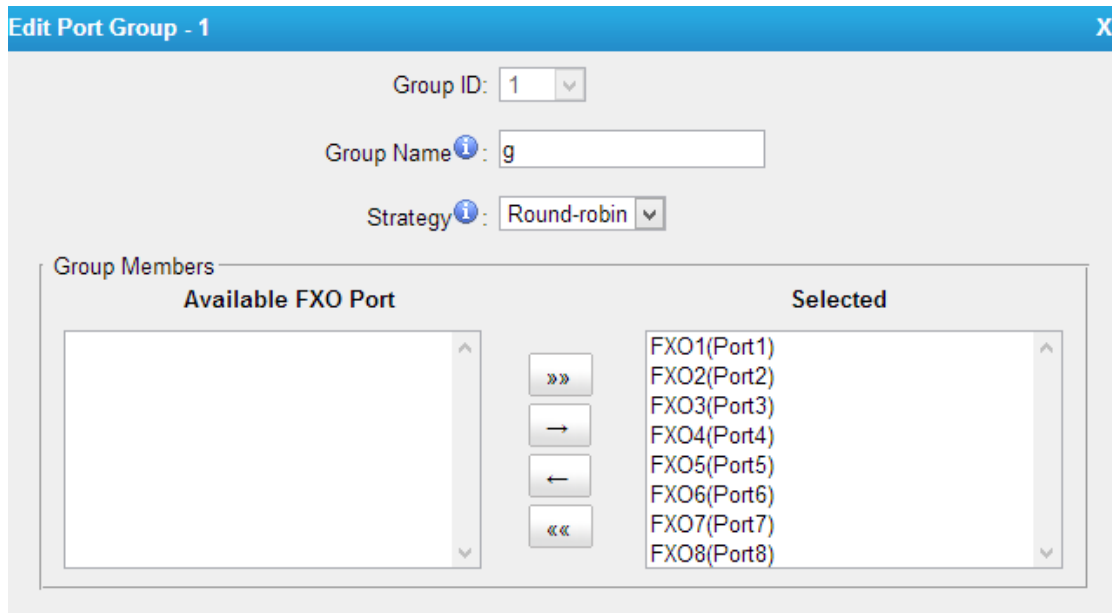 Edit Port Group - 1 X
Group ID: 1
Group Name i : g
Strategy i : Round-robin
Group Members
Available FXO Port Selected
»»
→
←
««
FXO1(Port1)
FXO2(Port2)
FXO3(Port3)
FXO4(Port4)
FXO5(Port5)
FXO6(Port6)
FXO7(Port7)
FXO8(Port8)